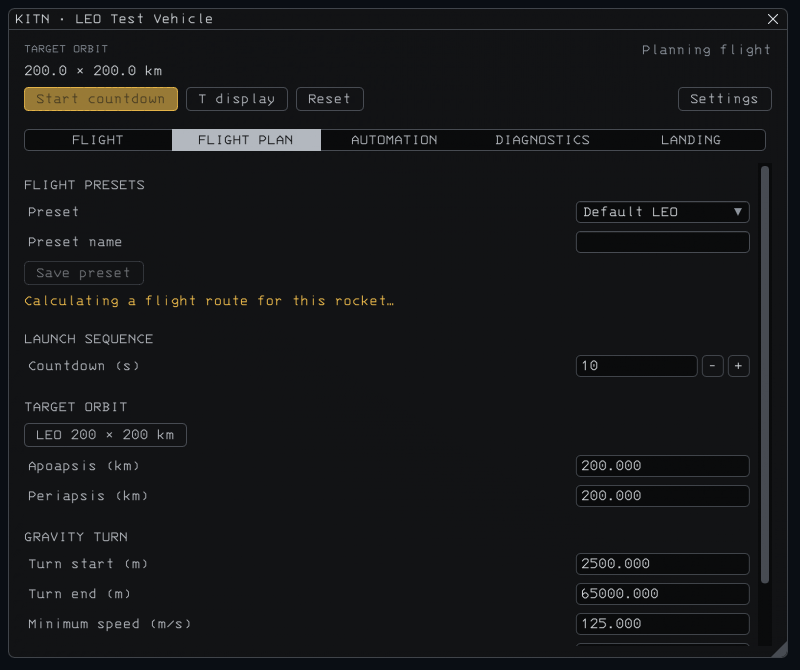 KITN · LEO Test Vehicle
TARGET ORBIT
Planning flight
200.0 × 200.0 km
Start countdown T display Reset Settings
FLIGHT FLIGHT PLAN AUTOMATION DIAGNOSTICS LANDING
FLIGHT PRESETS
Preset Default LEO
Preset name
Save preset
Calculating a flight route for this rocket…
LAUNCH SEQUENCE
Countdown (s) 10 - +
TARGET ORBIT
LEO 200 × 200 km
Apoapsis (km) 200.000
Periapsis (km) 200.000
GRAVITY TURN
Turn start (m) 2500.000
Turn end (m) 65000.000
Minimum speed (m/s) 125.000